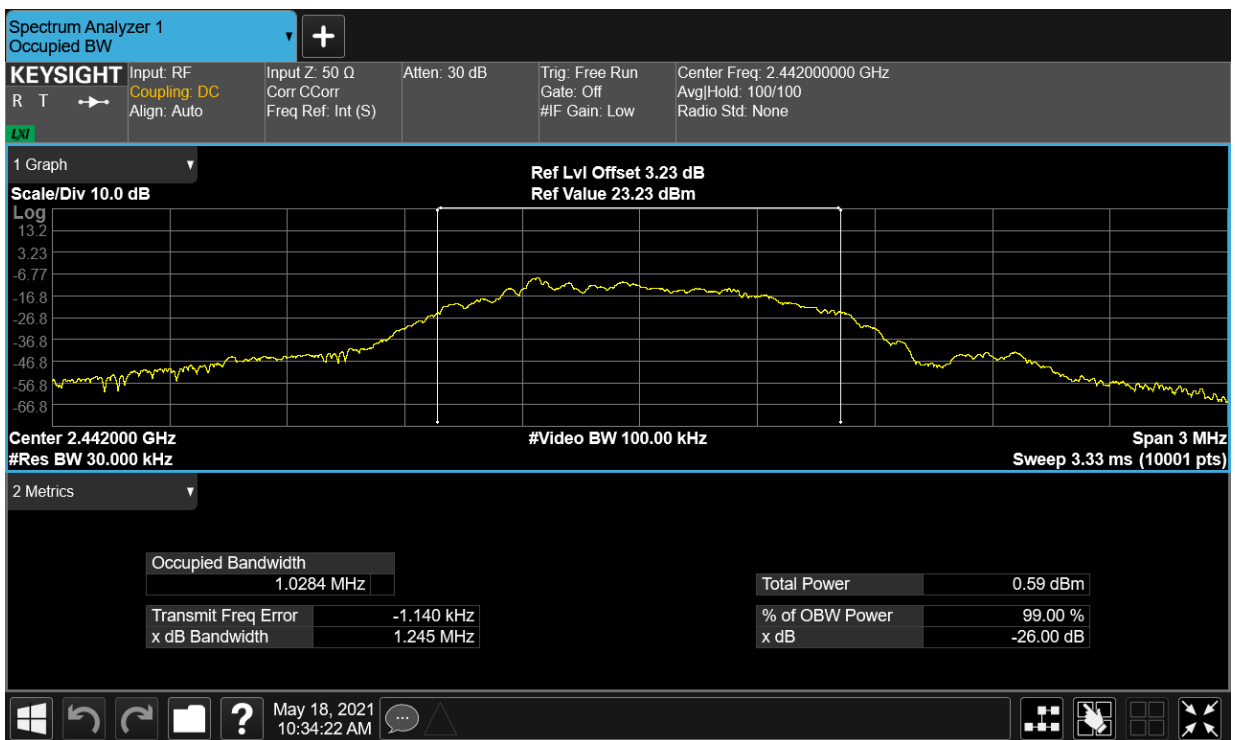 Spectrum Analyzer 1
Occupied BW
KEYSIGHT
R T
LXI
Input: RF
Coupling: DC
Align: Auto
Input Z: 50 Ω
Corr CCorr
Freq Ref: Int (S)
Atten: 30 dB
Trig: Free Run
Gate: Off
#IF Gain: Low
Center Freq: 2.442000000 GHz
Avg|Hold: 100/100
Radio Std: None
1 Graph
Scale/Div 10.0 dB
Ref Lvl Offset 3.23 dB
Ref Value 23.23 dBm
Log
13.2
3.23
-6.77
-16.8
-26.8
-36.8
-46.8
-56.8
-66.8
Center 2.442000 GHz
#Res BW 30.000 kHz
#Video BW 100.00 kHz
Span 3 MHz
Sweep 3.33 ms (10001 pts)
2 Metrics
Occupied Bandwidth
1.0284 MHz
Transmit Freq Error -1.140 kHz
x dB Bandwidth 1.245 MHz
Total Power 0.59 dBm
% of OBW Power 99.00 %
x dB -26.00 dB
?
May 18, 2021
10:34:22 AM